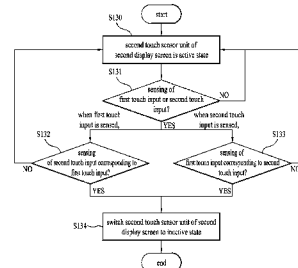 start
S130
second touch sensor unit of
second display screen is active state
S131
sensing of
first touch input or second touch
input?
NO
YES
when first touch
input is sensed,
when second touch
input is sensed,
S132
S133
sensing
of second touch input corresponding to
first touch input?
sensing
of first touch input corresponding to second
touch input?
NO
NO
YES
YES
S134
switch second touch sensor unit of second
display screen to inactive state
end